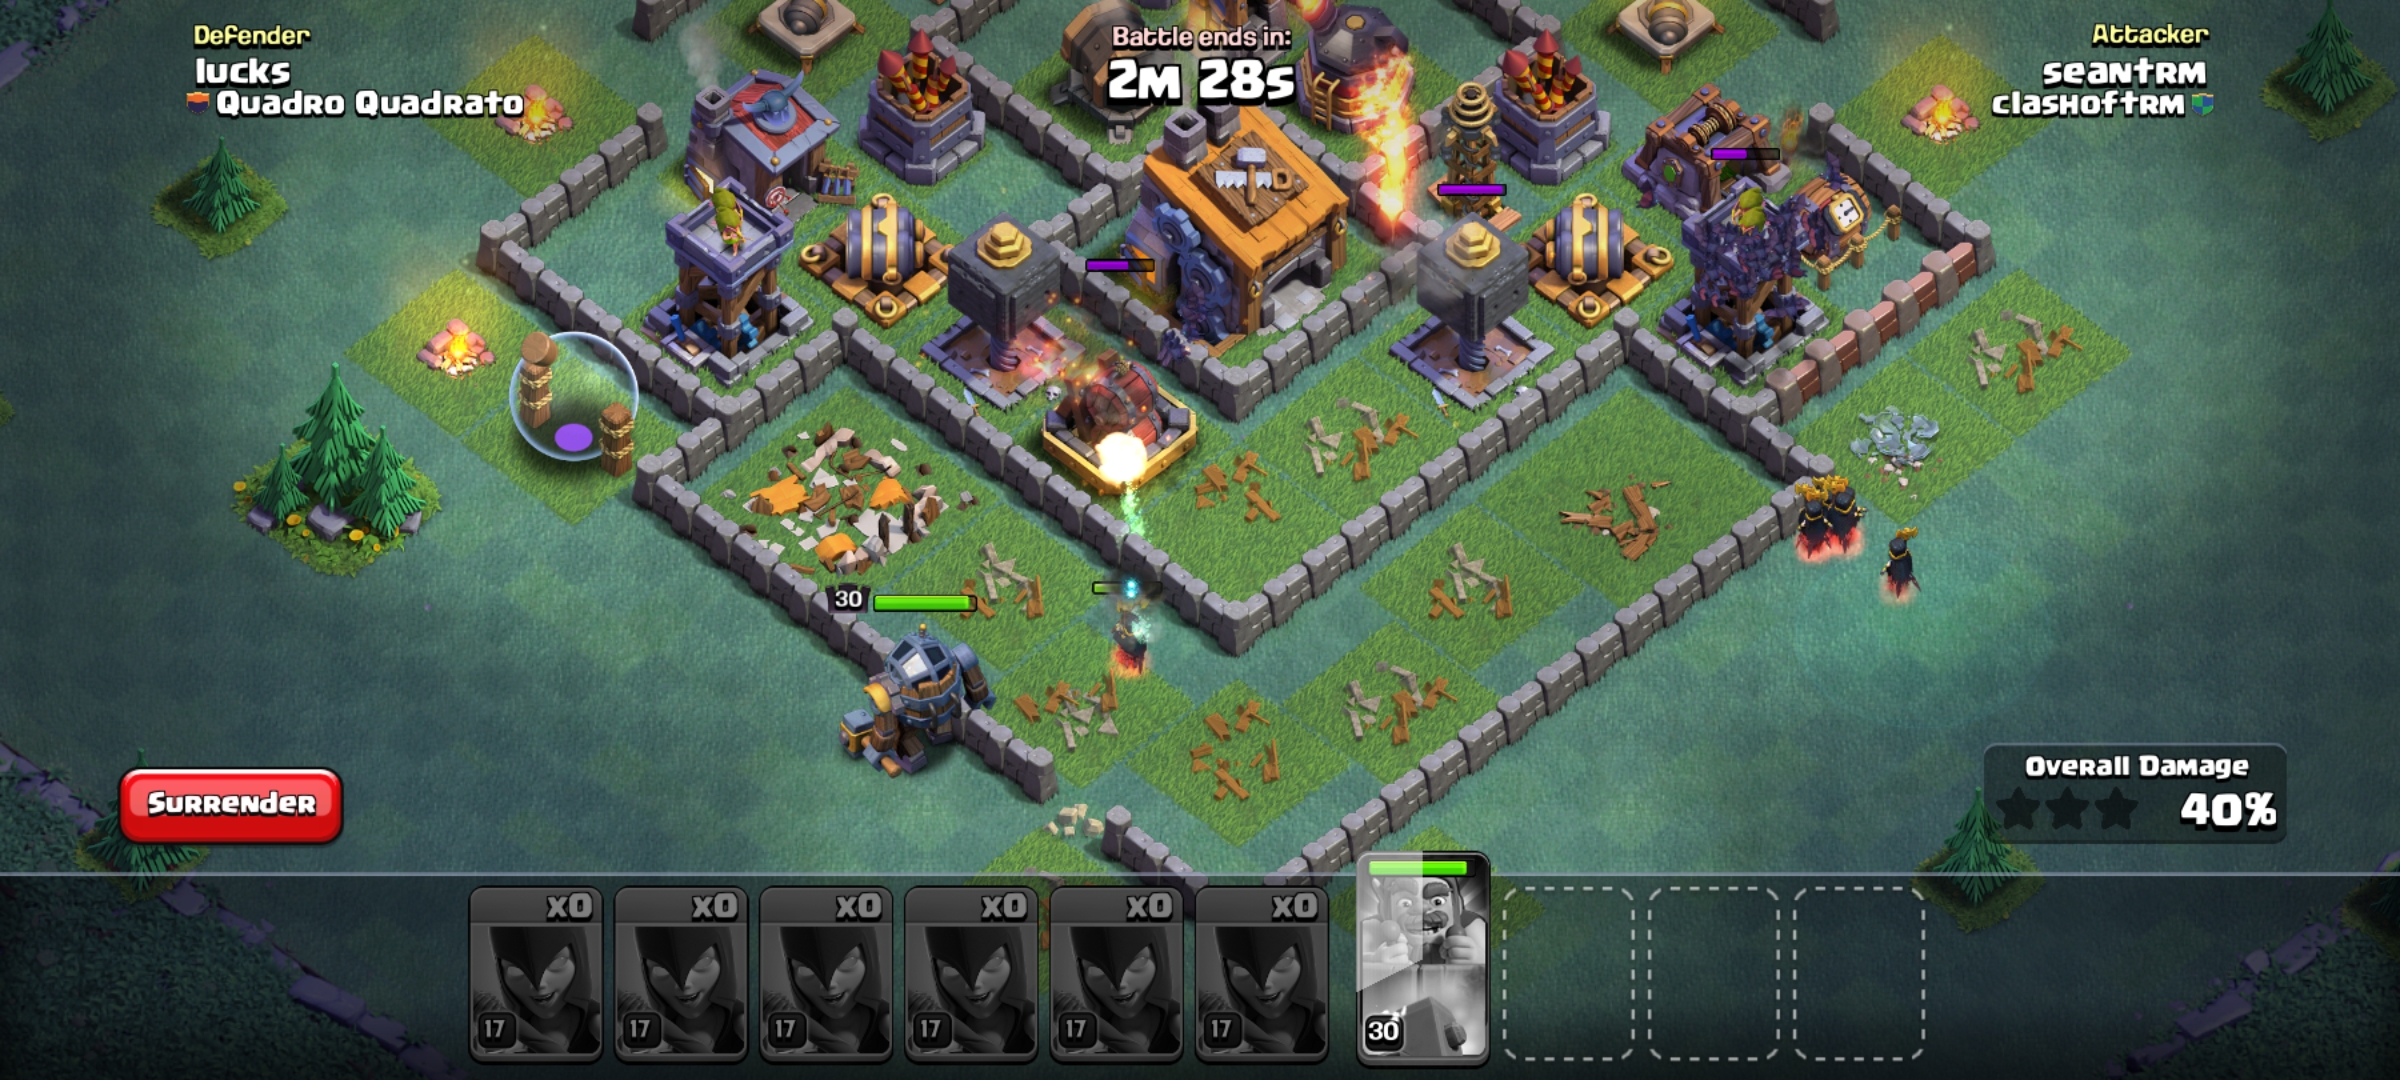 Defender
lucks
Quadro Quadrato
Battle ends in:
2M 28s
Attacker
seantrm
clashoftrm
30
Surrender
Overall Damage
40%
x0
x0
x0
x0
x0
x0
17
17
17
17
17
17
30